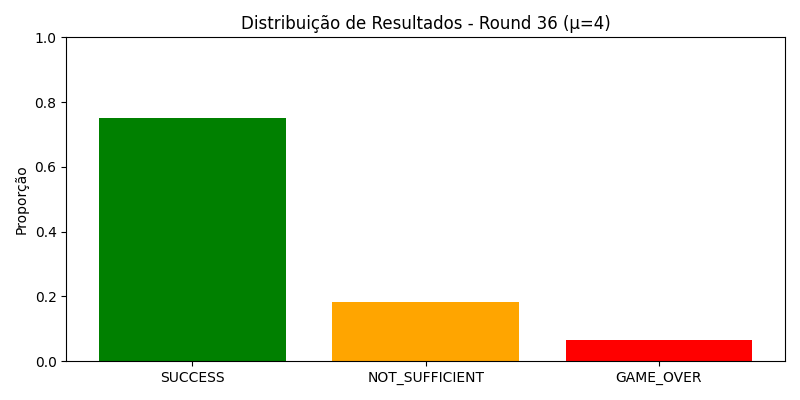 Distribuição de Resultados - Round 36 (μ=4)
Proporção
1.0
0.8
0.6
0.4
0.2
0.0
SUCCESS
NOT_SUFFICIENT
GAME_OVER